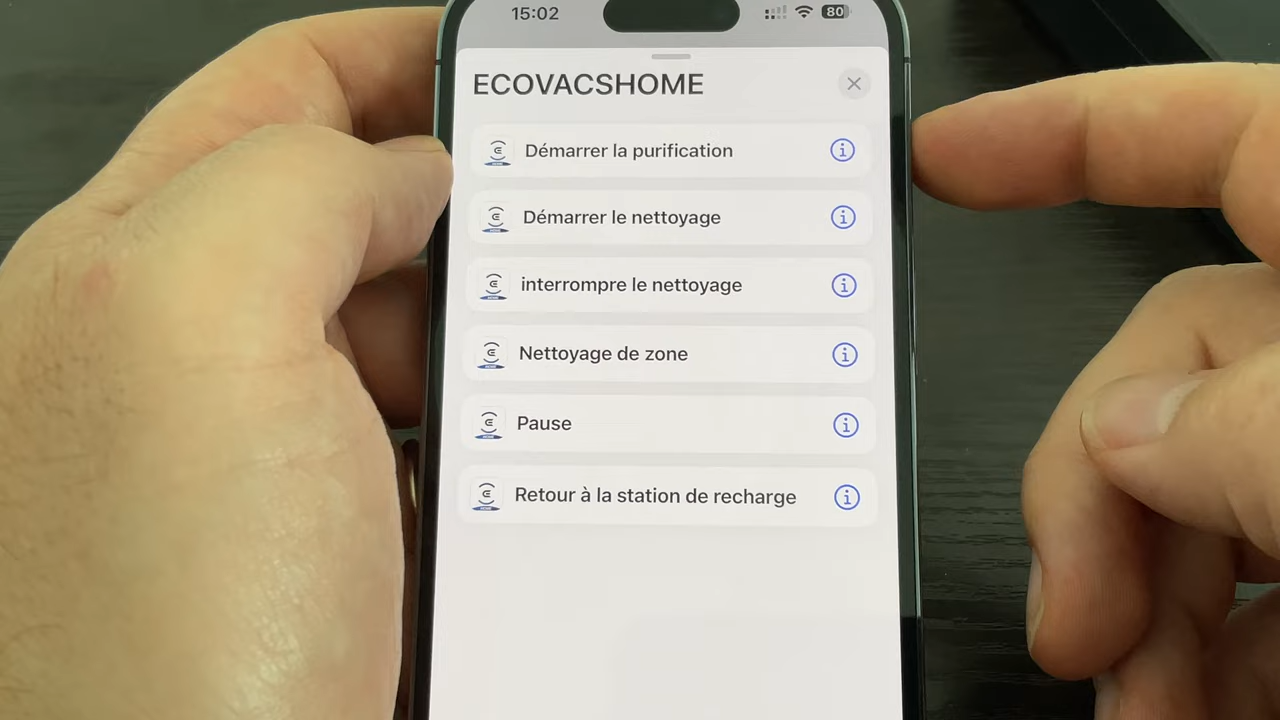 15:02
80
ECOVACSHOME
Démarrer la purification
Démarrer le nettoyage
interrompre le nettoyage
Nettoyage de zone
Pause
Retour à la station de recharge